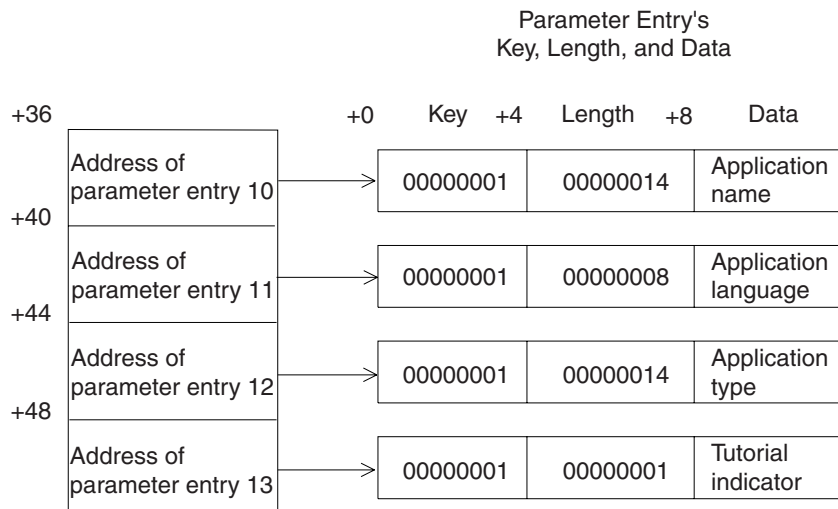 Parameter Entry's
Key, Length, and Data
+36
+0 Key +4 Length +8 Data
Address of
parameter entry 10
00000001 00000014 Application
name
+40
Address of
parameter entry 11
00000001 00000008 Application
language
+44
Address of
parameter entry 12
00000001 00000014 Application
type
+48
Address of
parameter entry 13
00000001 00000001 Tutorial
indicator